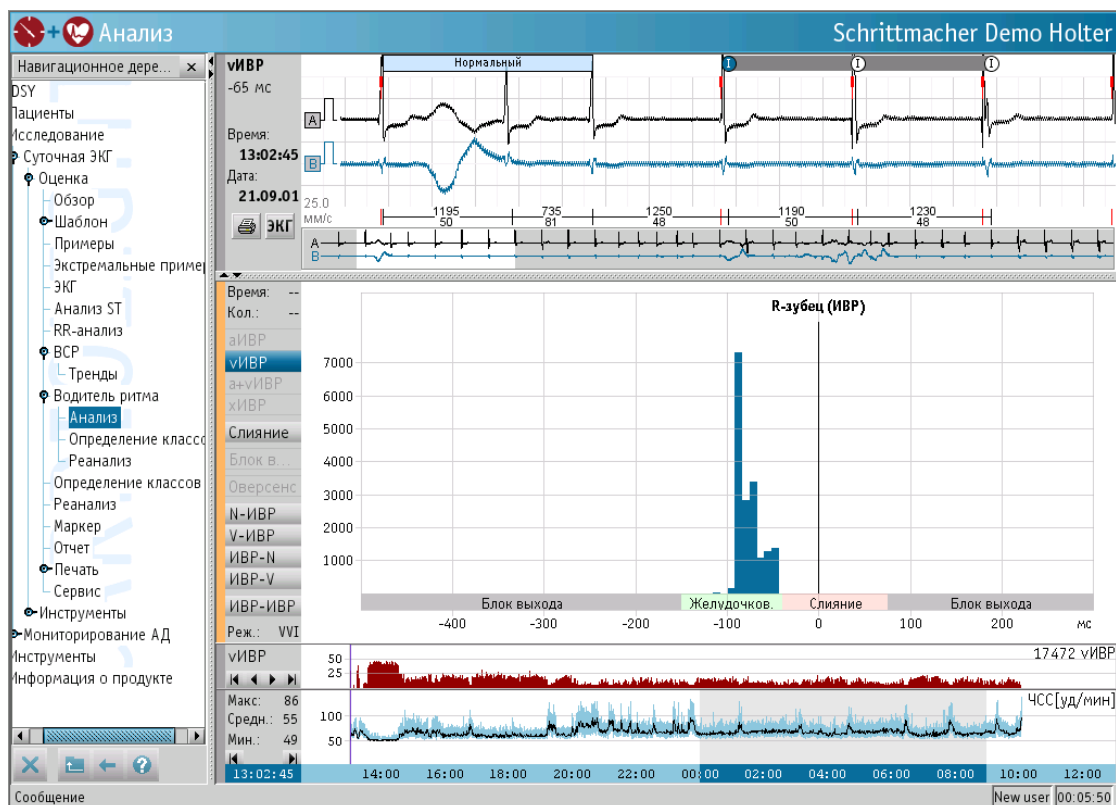 Анализ
Schrittmacher Demo Holter
Навигационное дере...
DSY
Пациенты
Исследование
Суточная ЭКГ
Оценка
Обзор
Шаблон
Примеры
Экстремальные приме
ЭКГ
Анализ ST
RR-анализ
ВСР
Тренды
Водитель ритма
Анализ
Определение классо
Реанализ
Определение классов
Реанализ
Маркер
Отчет
Печать
Сервис
Инструменты
Мониторирование АД
Инструменты
Информация о продукте
vИВР
-65 мс
Время:
13:02:45
Дата:
21.09.01
ЭКГ
Нормальный
I I I
A
B
25.0
мм/с
1195 735 1250 1190 1230
50 81 48 50 48
A
B
Время: --
Кол.: --
aИВР
vИВР
a+vИВР
xИВР
Слияние
Блок в...
Оверсенс
N-ИВР
V-ИВР
ИВР-N
ИВР-V
ИВР-ИВР
Реж.: VVI
R-зубец (ИВР)
7000
6000
5000
4000
3000
2000
1000
Блок выхода Желудочков. Слияние Блок выхода
-400 -300 -200 -100 0 100 200 мс
vИВР
50
25
17472 vИВР
Макс: 86
Средн.: 55
Мин.: 49
100
50
ЧСС[уд/мин]
13:02:45 14:00 16:00 18:00 20:00 22:00 00:00 02:00 04:00 06:00 08:00 10:00 12:00
Сообщение
New user 00:05:50